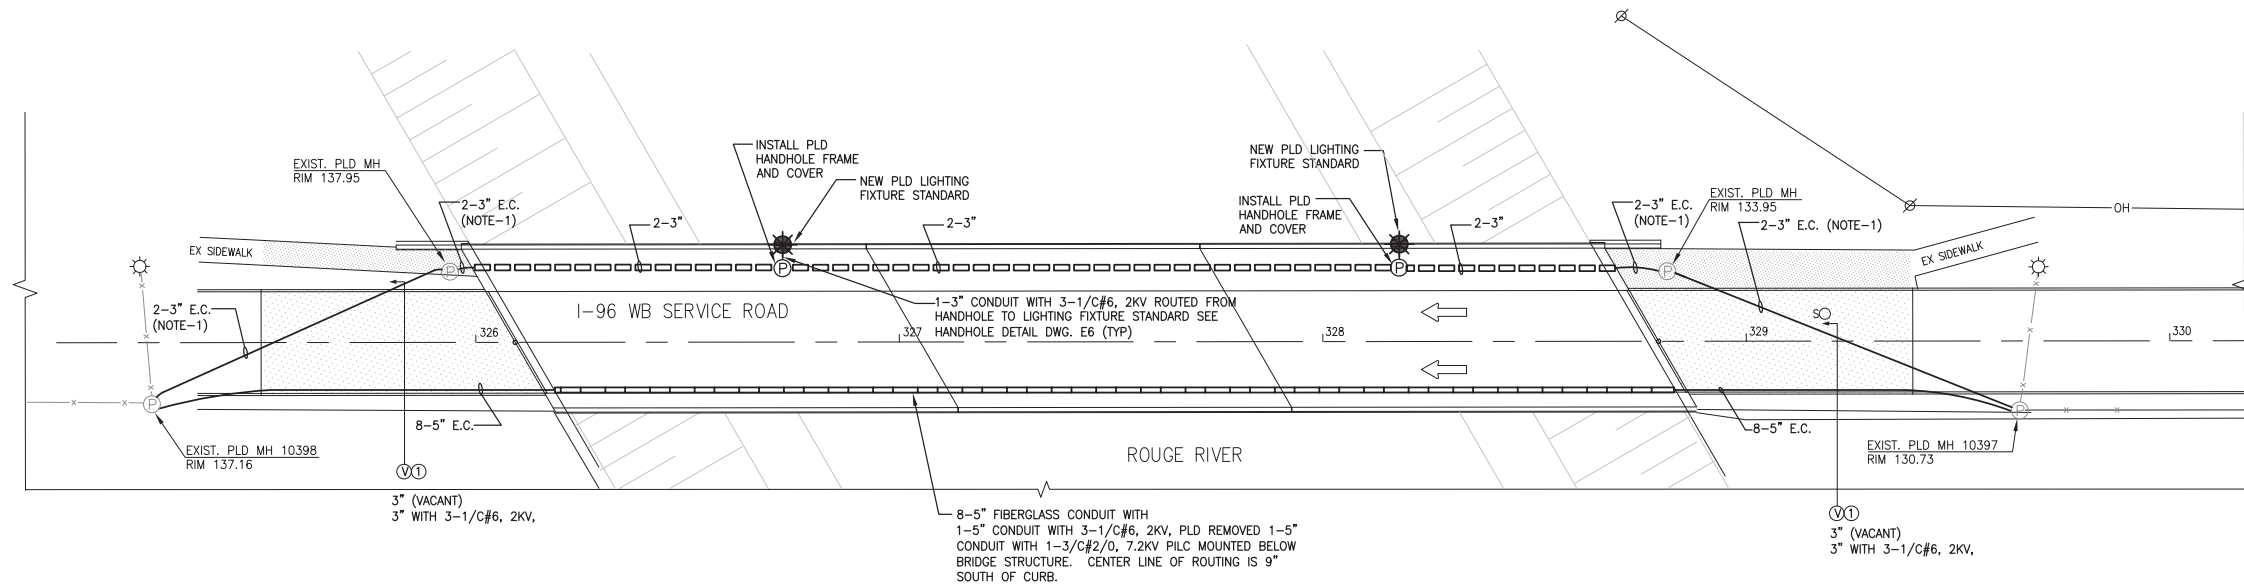 INSTALL PLD
HANDHOLE FRAME
AND COVER
NEW PLD LIGHTING
FIXTURE STANDARD
EXIST. PLD MH
RIM 137.95
2-3" E.C.
(NOTE-1)
2-3"
2-3"
NEW PLD LIGHTING
FIXTURE STANDARD
INSTALL PLD
HANDHOLE FRAME
AND COVER
2-3"
2-3" E.C.
(NOTE-1)
EXIST. PLD MH
RIM 133.95
2-3" E.C. (NOTE-1)
OH
EX SIDEWALK
EX SIDEWALK
P
P
P
P
2-3" E.C.
(NOTE-1)
I-96 WB SERVICE ROAD
1-3" CONDUIT WITH 3-1/C#6, 2KV ROUTED FROM
HANDHOLE TO LIGHTING FIXTURE STANDARD SEE
HANDHOLE DETAIL DWG. E6 (TYP)
S
326
327
328
329
330
P
P
8-5" E.C.
8-5" E.C.
EXIST. PLD MH 10398
RIM 137.16
EXIST. PLD MH 10397
RIM 130.73
ROUGE RIVER
V 1
3" (VACANT)
3" WITH 3-1/C#6, 2KV,
8-5" FIBERGLASS CONDUIT WITH
1-5" CONDUIT WITH 3-1/C#6, 2KV, PLD REMOVED 1-5"
CONDUIT WITH 1-3/C#2/0, 7.2KV PILC MOUNTED BELOW
BRIDGE STRUCTURE. CENTER LINE OF ROUTING IS 9"
SOUTH OF CURB.
V 1
3" (VACANT)
3" WITH 3-1/C#6, 2KV,